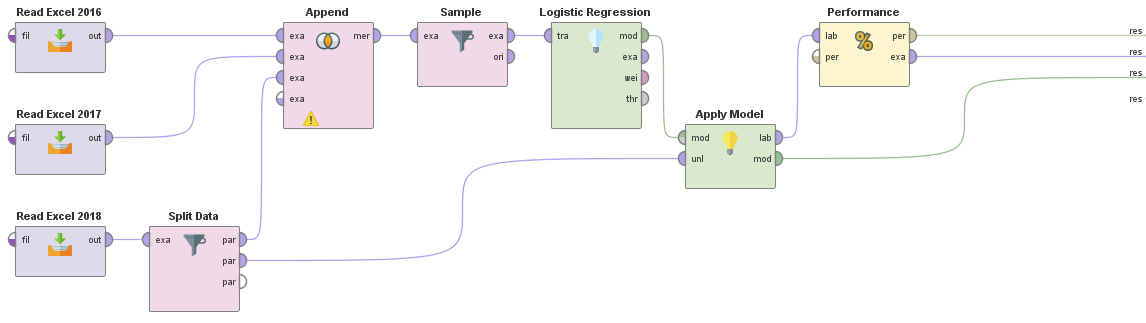 Read Excel 2016
fil out
Append
exa mer
exa
exa
exa
Sample
exa exa
ori
Logistic Regression
tra mod
exa
wei
thr
Performance
lab per
per exa
res
res
res
res
Read Excel 2017
fil out
Apply Model
mod lab
unl mod
Read Excel 2018
fil out
Split Data
exa par
par
par